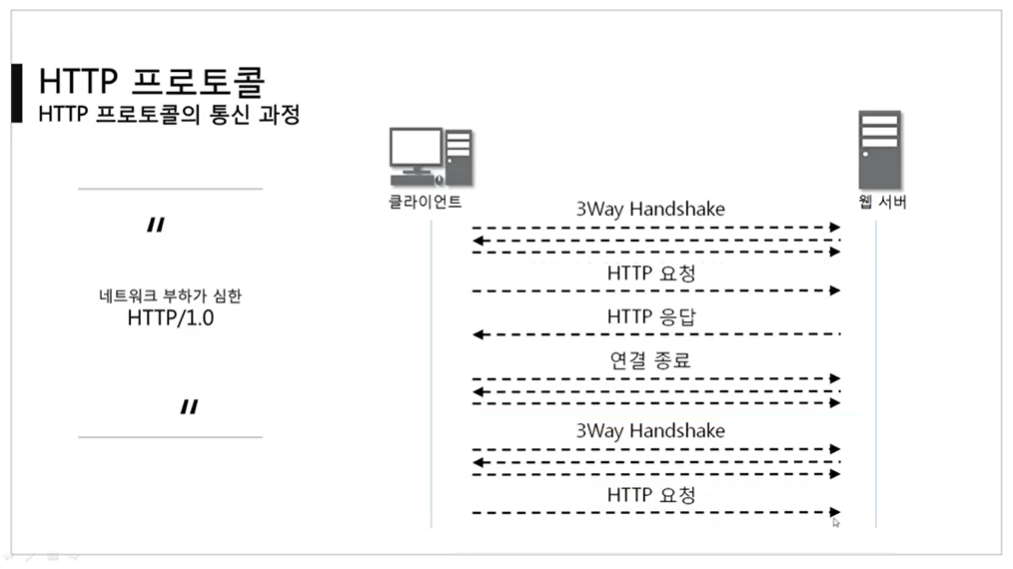 HTTP 프로토콜
HTTP 프로토콜의 통신 과정
〃
네트워크 부하가 심한
HTTP/1.0
〃
클라이언트
웹 서버
3Way Handshake
HTTP 요청
HTTP 응답
연결 종료
3Way Handshake
HTTP 요청